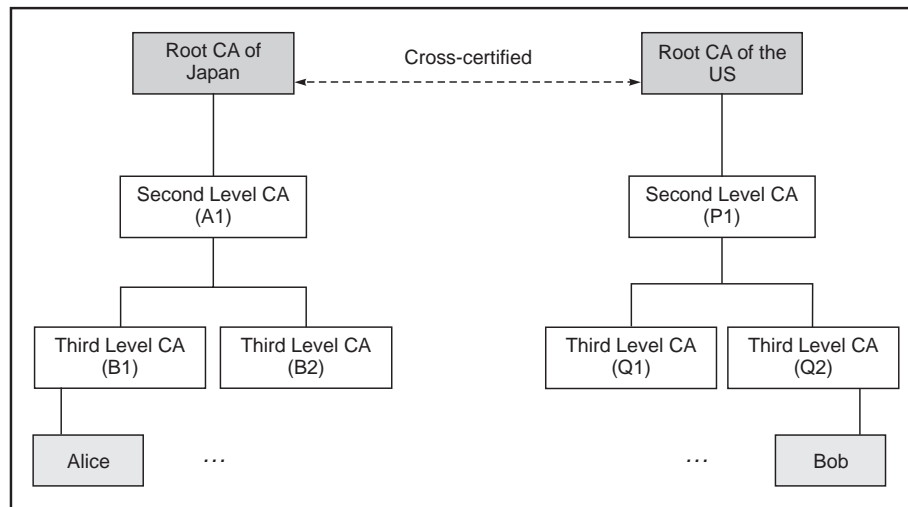 Root CA of
Japan
Cross-certified
Root CA of the
US
Second Level CA
(A1)
Second Level CA
(P1)
Third Level CA
(B1)
Third Level CA
(B2)
Third Level CA
(Q1)
Third Level CA
(Q2)
Alice
...
...
Bob